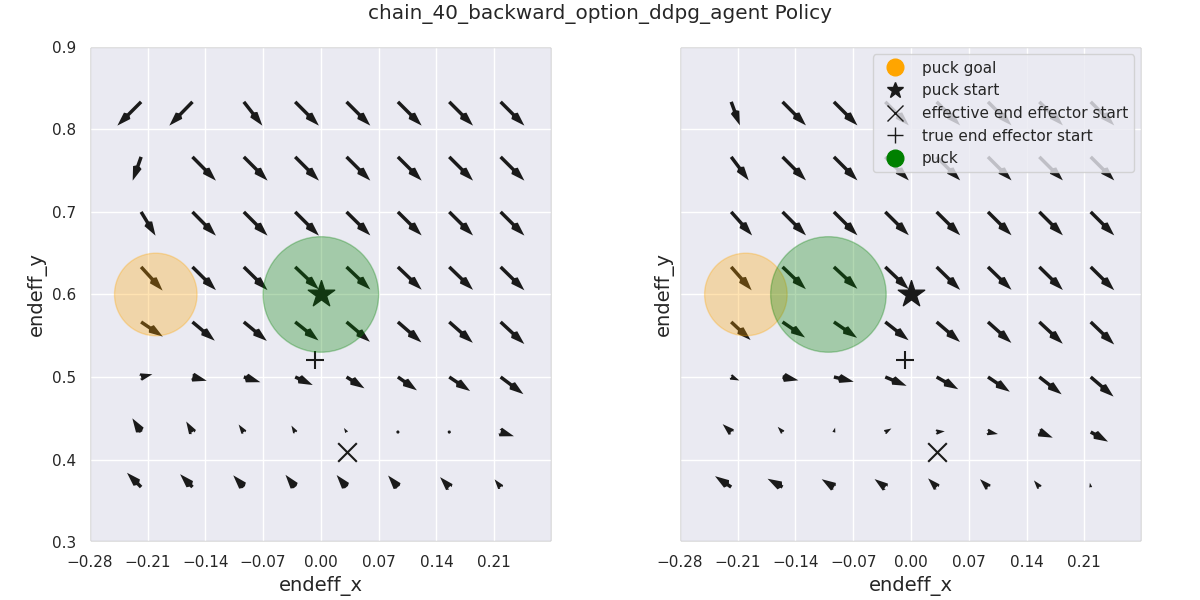 chain_40_backward_option_ddpg_agent Policy
0.9
0.8
0.7
0.6
0.5
0.4
0.3
endeff_y
−0.28 −0.21 −0.14 −0.07 0.00 0.07 0.14 0.21
endeff_x
puck goal
puck start
effective end effector start
true end effector start
puck
endeff_y
−0.28 −0.21 −0.14 −0.07 0.00 0.07 0.14 0.21
endeff_x